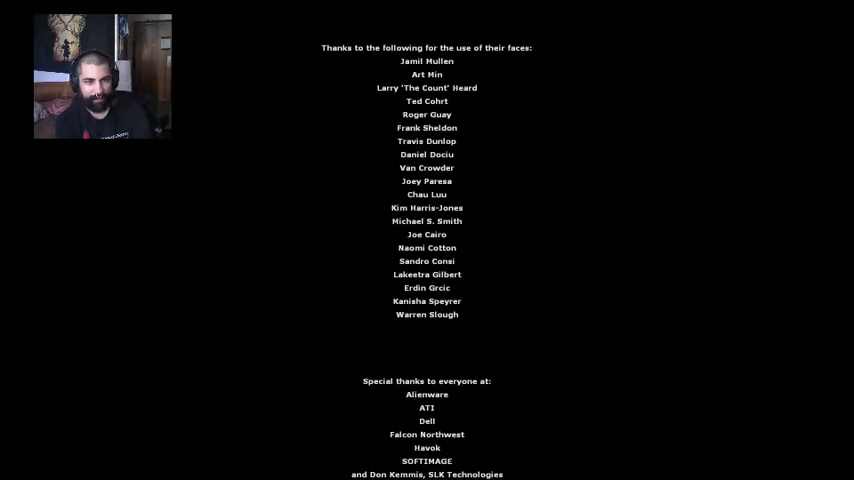 Thanks to the following for the use of their faces:
Jamil Mullen
Art Min
Larry 'The Count' Heard
Ted Cohrt
Roger Guay
Frank Sheldon
Travis Dunlop
Daniel Dociu
Van Crowder
Joey Paresa
Chau Luu
Kim Harris-Jones
Michael S. Smith
Joe Cairo
Naomi Cotton
Sandro Consi
Lakeetra Gilbert
Erdin Grcic
Kanisha Speyrer
Warren Slough
Special thanks to everyone at:
Alienware
ATI
Dell
Falcon Northwest
Havok
SOFTIMAGE
and Don Kemmis, SLK Technologies